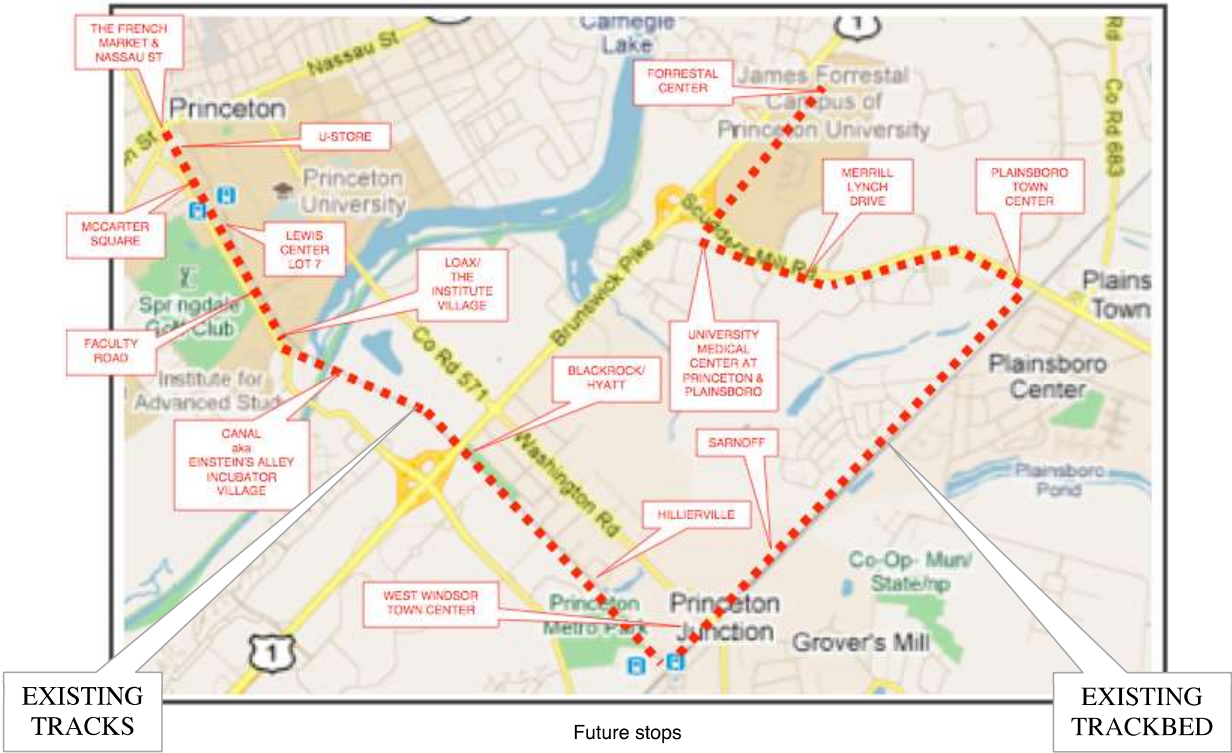 THE FRENCH
MARKET &
NASSAU ST
Nassau St
Carnegie
Lake
1
Rd
FORRESTAL
CENTER
James Forrestal
Campus of
Princeton University
Co Rd 683
Princeton
U-STORE
Princeton
University
MCCARTER
SQUARE
LEWIS
CENTER
LOT 7
LOAX/
THE
INSTITUTE
VILLAGE
MERRILL
LYNCH
DRIVE
PLAINSBORO
TOWN
CENTER
Scudders Mill Rd
Brunswick Pike
Plains
Town
Springdale
Golf Club
FACULTY
ROAD
Institute for
Advanced Stud
Co Rd 571
UNIVERSITY
MEDICAL
CENTER AT
PRINCETON &
PLAINSBORO
Plainsboro
Center
BLACKROCK/
HYATT
CANAL
aka
EINSTEIN'S ALLEY
INCUBATOR
VILLAGE
SARNOFF
Washington Rd
Plainsboro
Pond
HILLIERVILLE
Co-Op- Mun/
State/np
WEST WINDSOR
TOWN CENTER
Princeton
Metro Park
Princeton
Junction
Grover's Mill
1
EXISTING
TRACKS
EXISTING
TRACKBED
Future stops